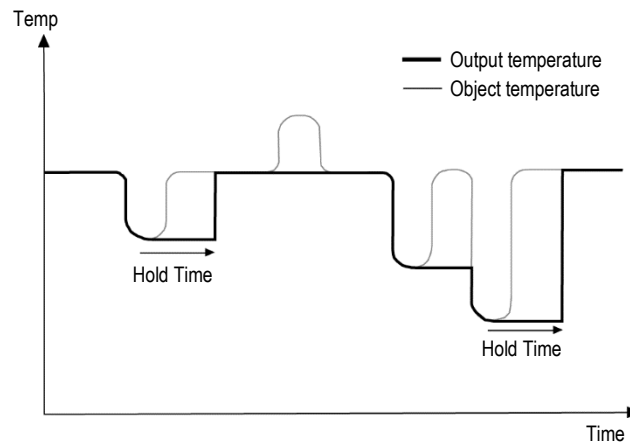 Temp
Output temperature
Object temperature
Hold Time
Hold Time
Time